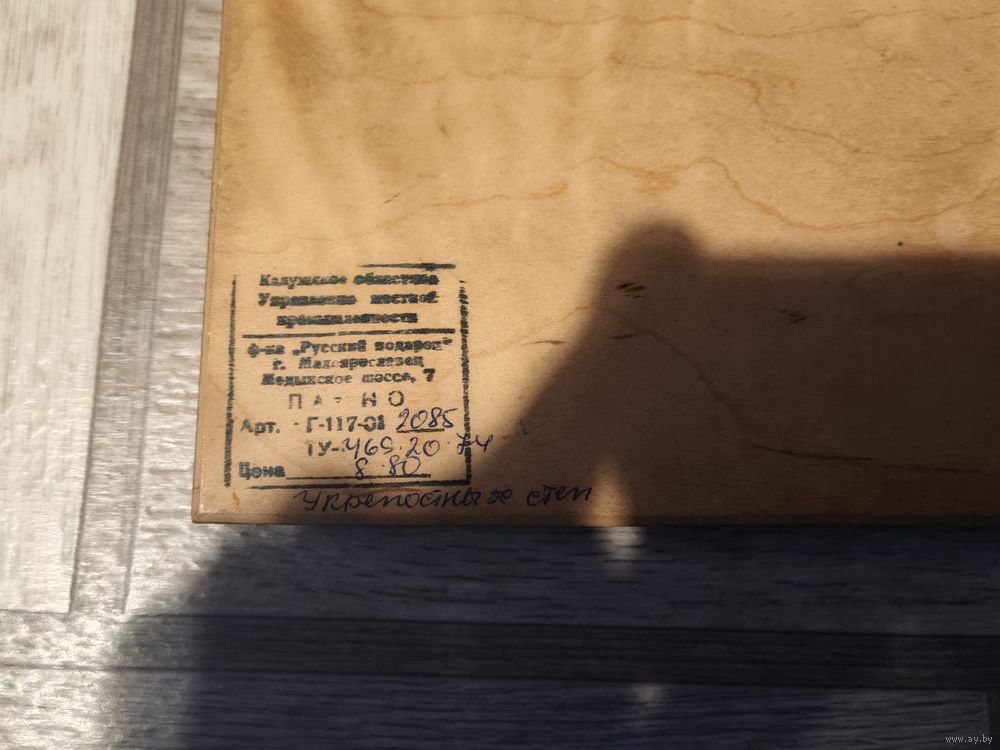 Калужское областное
Управление местной
промышленности
ф-ка „Русский подарок"
г. Малоярославец
Медынское шоссе, 7
ПАННО
Арт. Г-117-01 2085
ТУ-469.20.74
Цена 8.80
У крепостных стен
www.ay.by